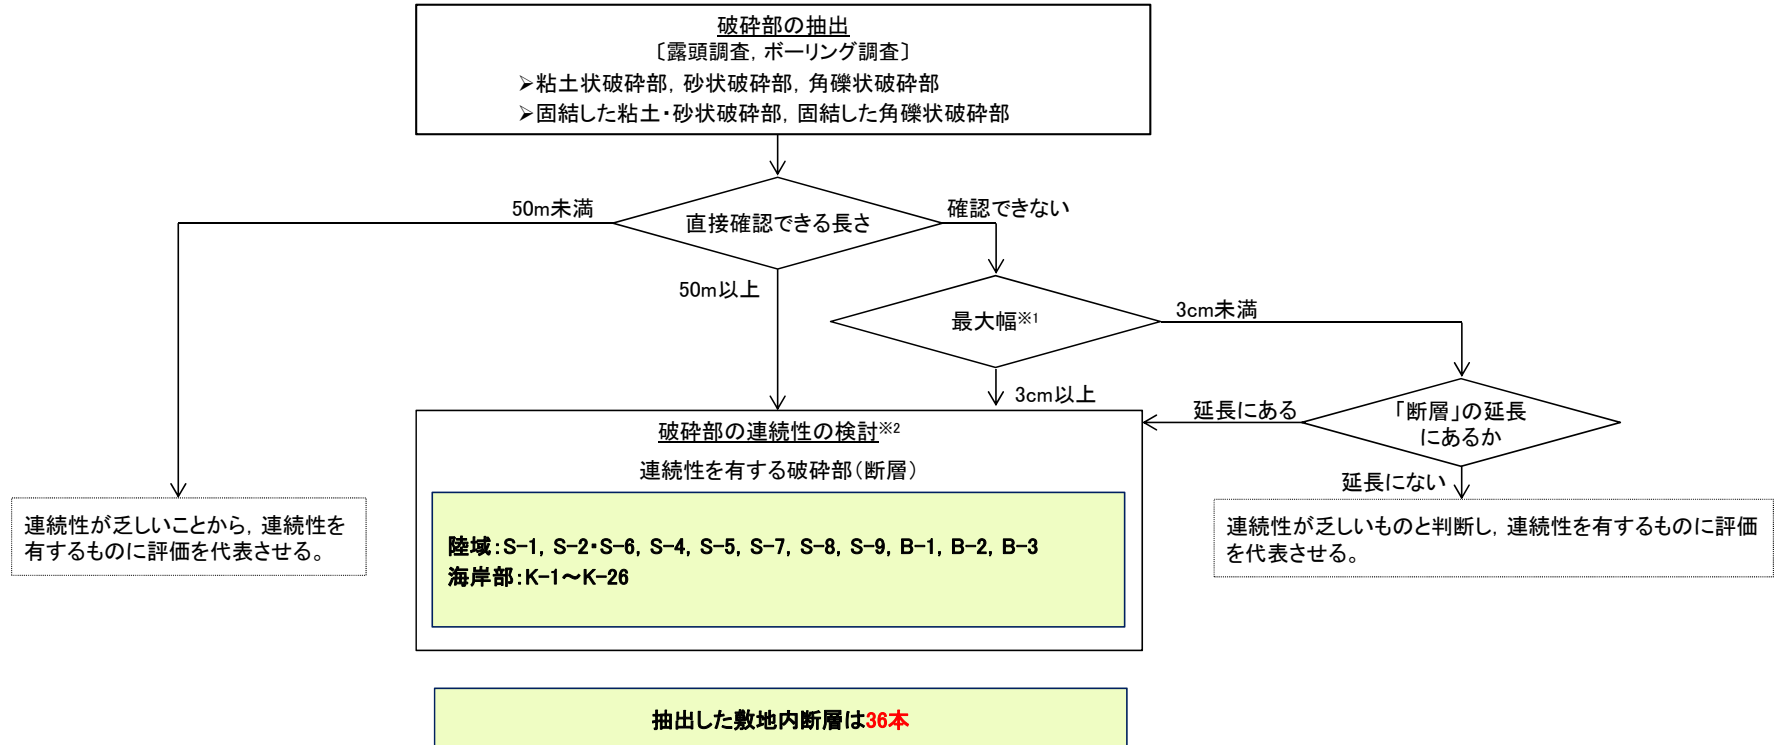 破砕部の抽出
〔露頭調査，ボーリング調査〕
➢粘土状破砕部，砂状破砕部，角礫状破砕部
➢固結した粘土・砂状破砕部，固結した角礫状破砕部
50m未満
直接確認できる長さ
確認できない
50m以上
最大幅※1
3cm未満
3cm以上
延長にある
「断層」の延長
にあるか
延長にない
破砕部の連続性の検討※2
連続性を有する破砕部（断層）
陸域：S-1，S-2・S-6，S-4，S-5，S-7，S-8，S-9，B-1，B-2，B-3
海岸部：K-1～K-26
連続性が乏しいことから，連続性を
有するものに評価を代表させる。
連続性が乏しいものと判断し，連続性を有するものに評価
を代表させる。
抽出した敷地内断層は36本